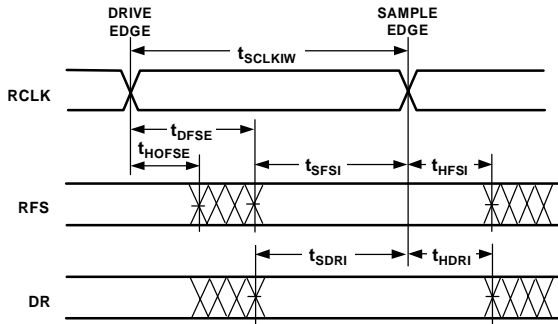 DRIVE
EDGE
SAMPLE
EDGE
tSCLKIW
RCLK
tDFSE
tHOFSE
tSFSI
tHFSI
RFS
tSDRI
tHDRI
DR